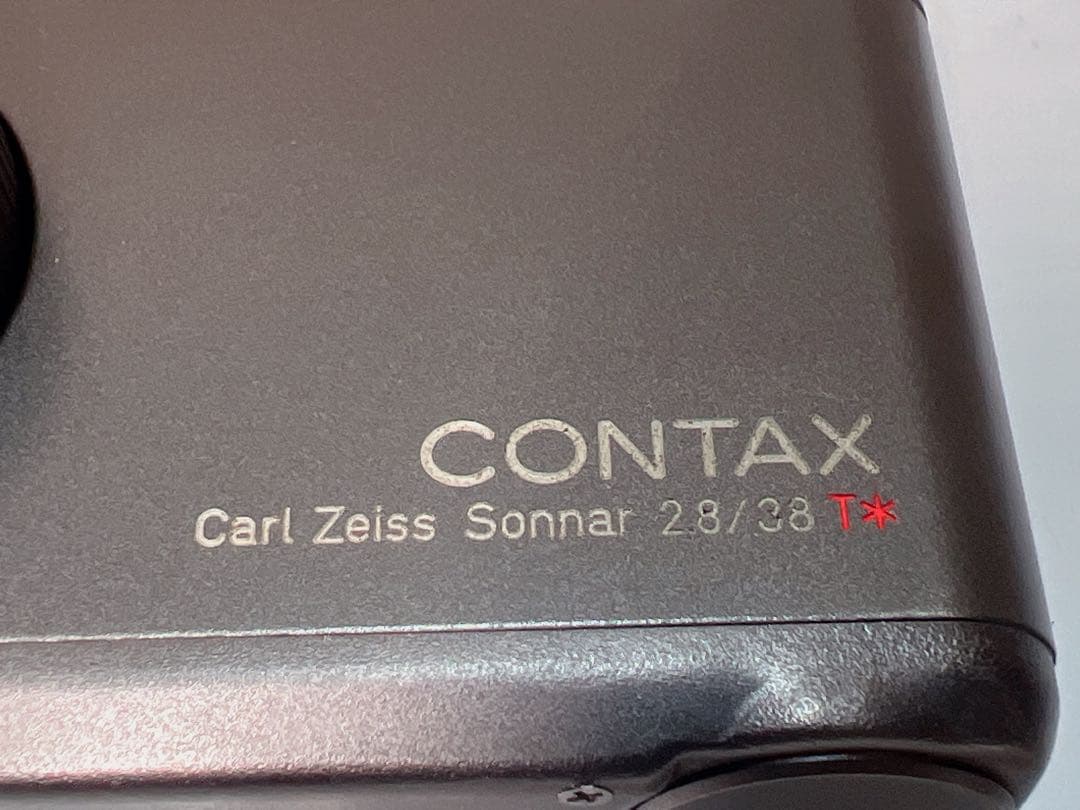 CONTAX
Carl Zeiss Sonnar 2.8/38 T*